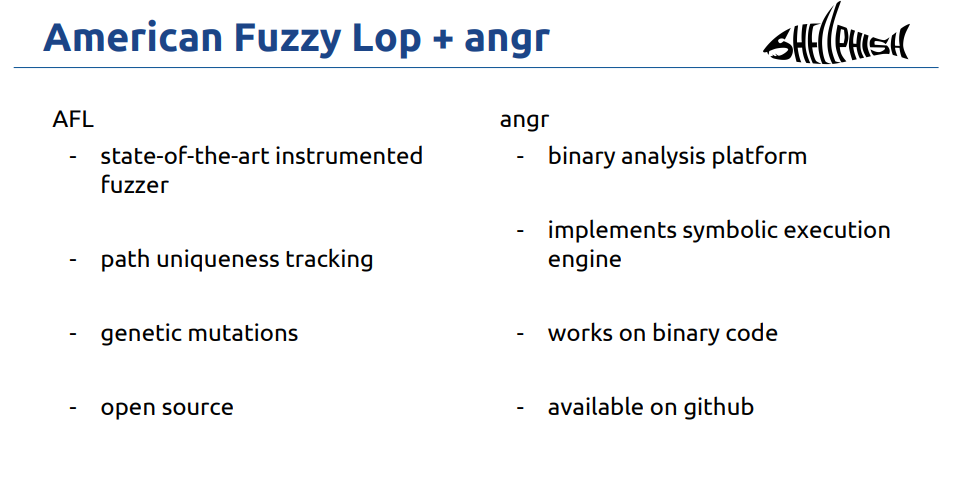 American Fuzzy Lop + angr
SHELLPHISH
AFL
- state-of-the-art instrumented
fuzzer
- path uniqueness tracking
- genetic mutations
- open source
angr
- binary analysis platform
- implements symbolic execution
engine
- works on binary code
- available on github